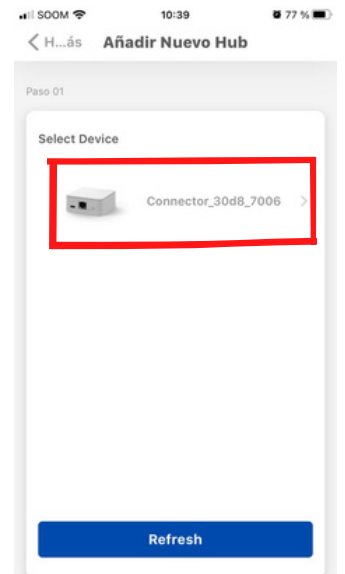 SOOM 10:39 77 %
H...ás Añadir Nuevo Hub
Paso 01
Select Device
Connector_30d8_7006
Refresh